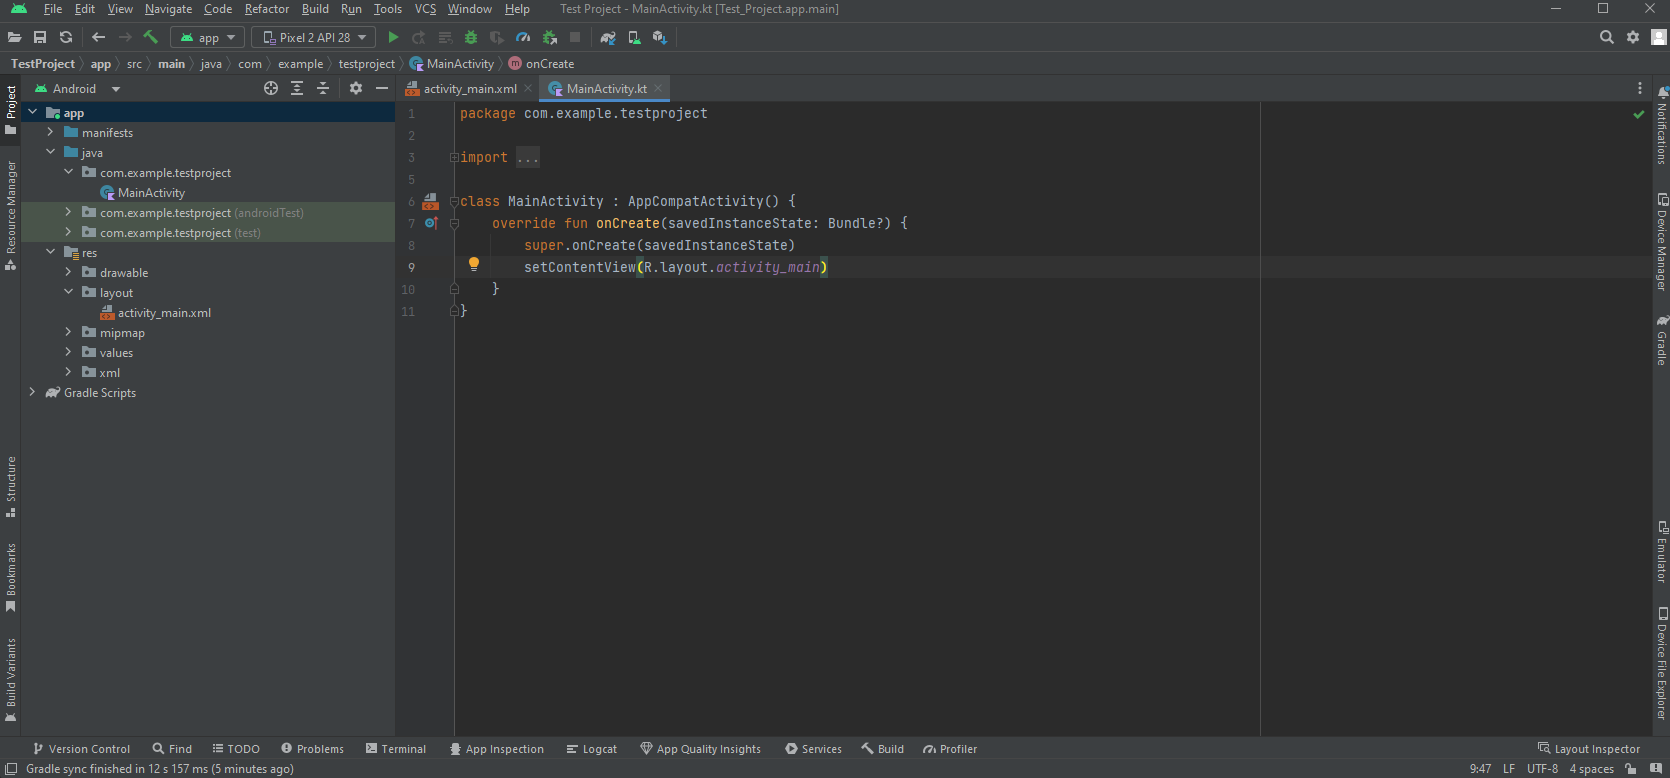 File Edit View Navigate Code Refactor Build Run Tools VCS Window Help Test Project - MainActivity.kt [Test_Project.app.main]
app Pixel 2 API 28
TestProject app src main java com example testproject MainActivity onCreate
Android
activity_main.xml MainActivity.kt
Project
Resource Manager
Structure
Bookmarks
Build Variants
app
manifests
java
com.example.testproject
MainActivity
com.example.testproject (androidTest)
com.example.testproject (test)
res
drawable
layout
activity_main.xml
mipmap
values
xml
Gradle Scripts
1 package com.example.testproject
2
3 import ...
5
6 class MainActivity : AppCompatActivity() {
7 override fun onCreate(savedInstanceState: Bundle?) {
8 super.onCreate(savedInstanceState)
9 setContentView(R.layout.activity_main)
10 }
11 }
Notifications
Device Manager
Gradle
Emulator
Device File Explorer
Version Control Find TODO Problems Terminal App Inspection Logcat App Quality Insights Services Build Profiler Layout Inspector
Gradle sync finished in 12 s 157 ms (5 minutes ago) 9:47 LF UTF-8 4 spaces